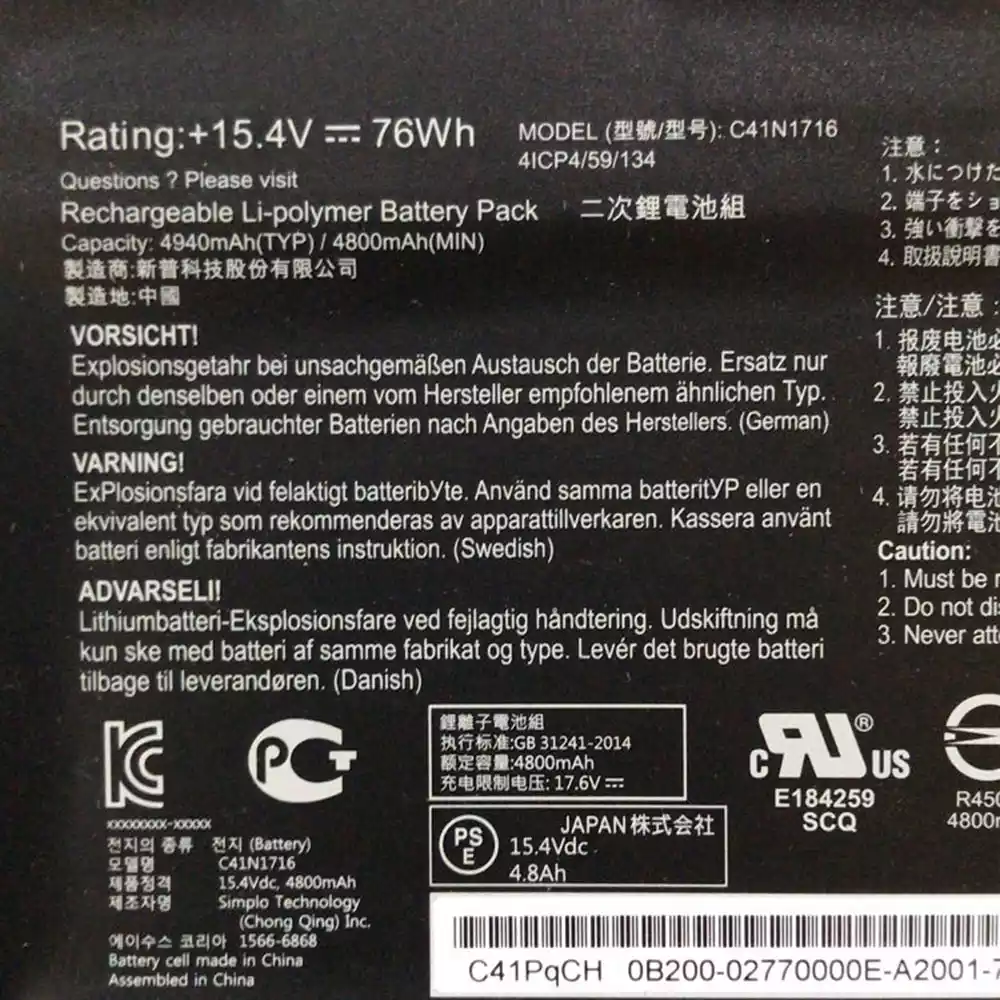 Rating:+15.4V ⎓ 76Wh
MODEL (型號/型号): C41N1716
4ICP4/59/134
Questions ? Please visit
Rechargeable Li-polymer Battery Pack 二次鋰電池組
Capacity: 4940mAh(TYP) / 4800mAh(MIN)
製造商:新普科技股份有限公司
製造地:中國
VORSICHT!
Explosionsgetahr bei unsachgemäßen Austausch der Batterie. Ersatz nur
durch denselben oder einem vom Hersteller empfohlenem ähnlichen Typ.
Entsorgung gebrauchter Batterien nach Angaben des Herstellers. (German)
VARNING!
ExPlosionsfara vid felaktigt batteribУte. Använd samma batteritУP eller en
ekvivalent typ som rekommenderas av apparattillverkaren. Kassera använt
batteri enligt fabrikantens instruktion. (Swedish)
ADVARSELI!
Lithiumbatteri-Eksplosionsfare ved fejlagtig håndtering. Udskiftning må
kun ske med batteri af samme fabrikat og type. Levér det brugte batteri
tilbage til leverandøren. (Danish)
注意：
1. 水につけた
2. 端子をショ
3. 強い衝撃を
4. 取扱説明書
注意/注意：
1. 报废电池必
報廢電池必
2. 禁止投入火
禁止投入火
3. 若有任何不
若有任何不
4. 请勿将电池
請勿將電池
Caution:
1. Must be r
2. Do not di
3. Never att
xxxxxxxx-xxxxx
전지의 종류 전지 (Battery)
모델명 C41N1716
제품정격 15.4Vdc, 4800mAh
제조자명 Simplo Technology
(Chong Qing) Inc.
에이수스 코리아 1566-6868
Battery cell made in China
Assembled in China
鋰離子電池組
执行标准:GB 31241-2014
额定容量:4800mAh
充电限制电压: 17.6V⎓
PS
E
JAPAN株式会社
15.4Vdc
4.8Ah
c RU ® US
E184259
SCQ
R450
4800m
C41PqCH 0B200-02770000E-A2001-7